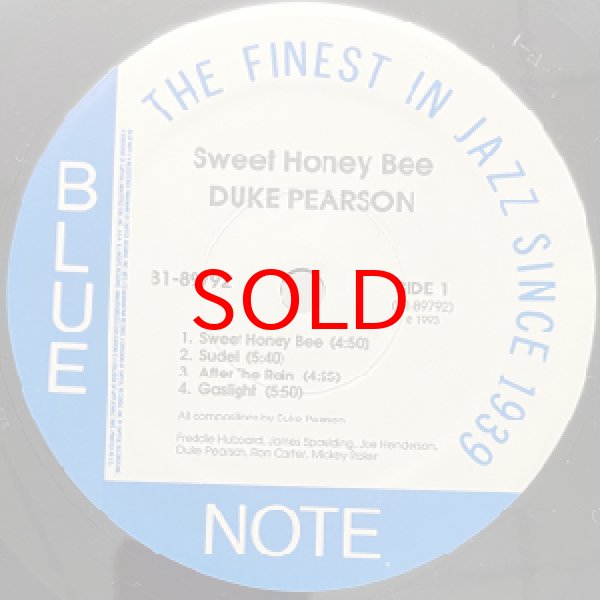 THE FINEST IN JAZZ SINCE 1939
BLUE
NOTE
Sweet Honey Bee
DUKE PEARSON
SOLD
SIDE 1
1. Sweet Honey Bee (4:50)
2. Sudel (5:40)
3. After The Rain
4. Gaslight (5:50)
All compositions by Duke Pearson
Freddie Hubbard, James Spaulding, Joe Henderson,
Duke Pearson, Ron Carter, Mickey Roker